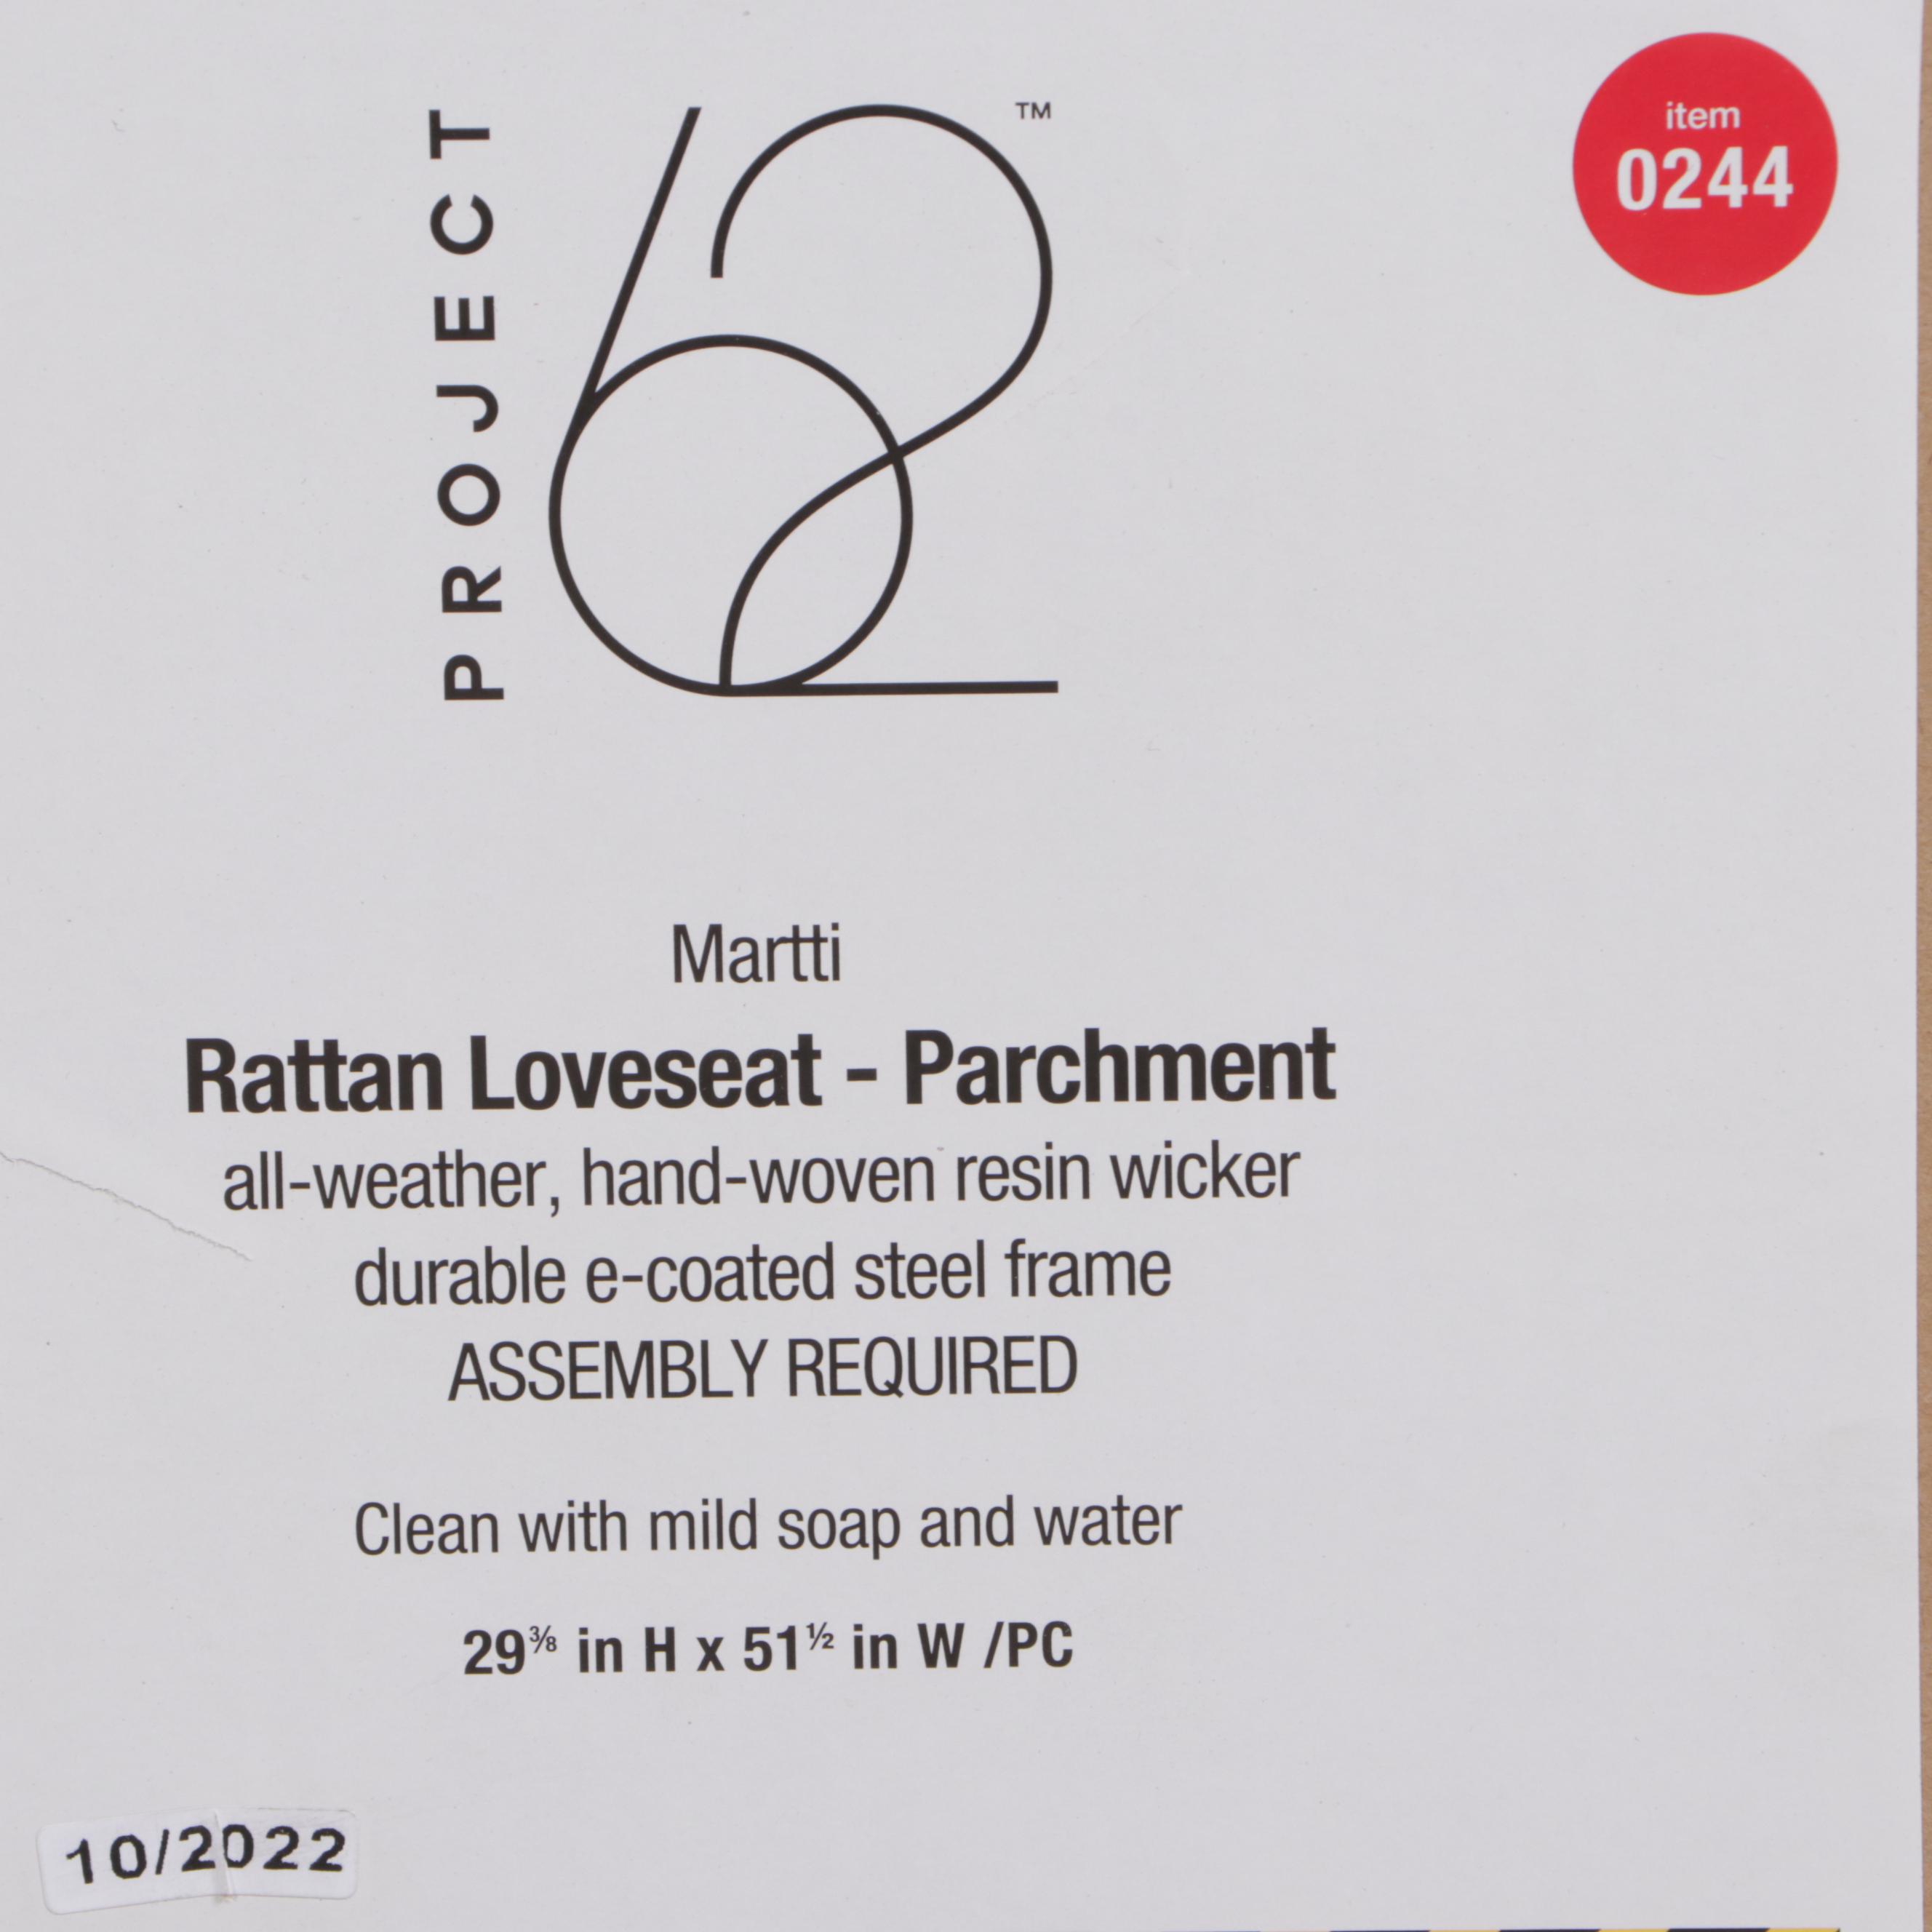 PROJECT
62
TM
item
0244
Martti
Rattan Loveseat - Parchment
all-weather, hand-woven resin wicker
durable e-coated steel frame
ASSEMBLY REQUIRED
Clean with mild soap and water
29⅜ in H x 51½ in W /PC
10/2022